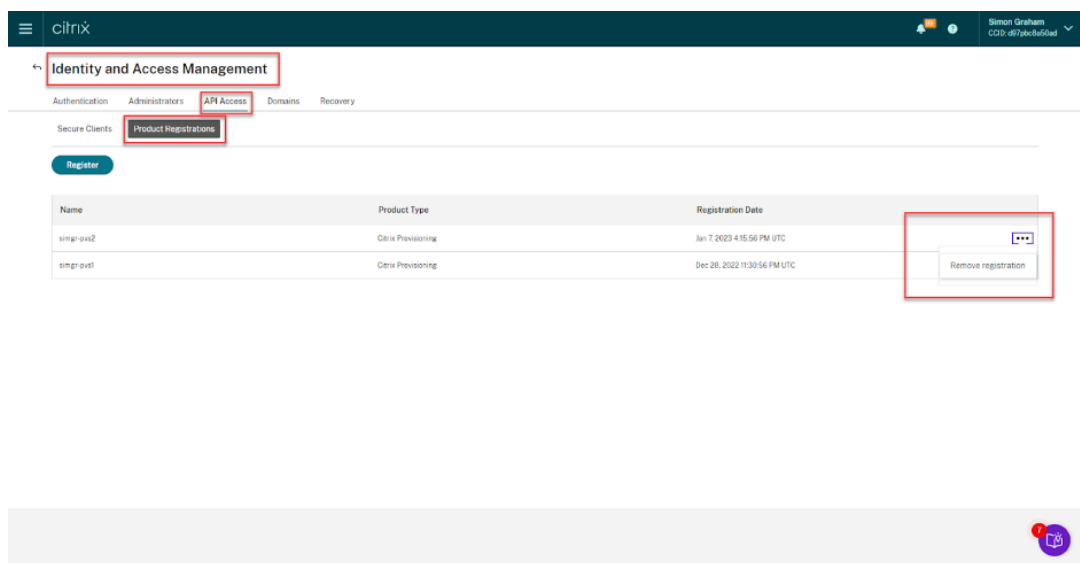 citrix
Simon Graham
CCID: d97pbc8a50ad
Identity and Access Management
Authentication Administrators API Access Domains Recovery
Secure Clients Product Registrations
Register
Name Product Type Registration Date
simgr-pvs2 Citrix Provisioning Jan 7, 2023 4:15:56 PM UTC
simgr-pvs1 Citrix Provisioning Dec 28, 2022 11:30:56 PM UTC
Remove registration
7